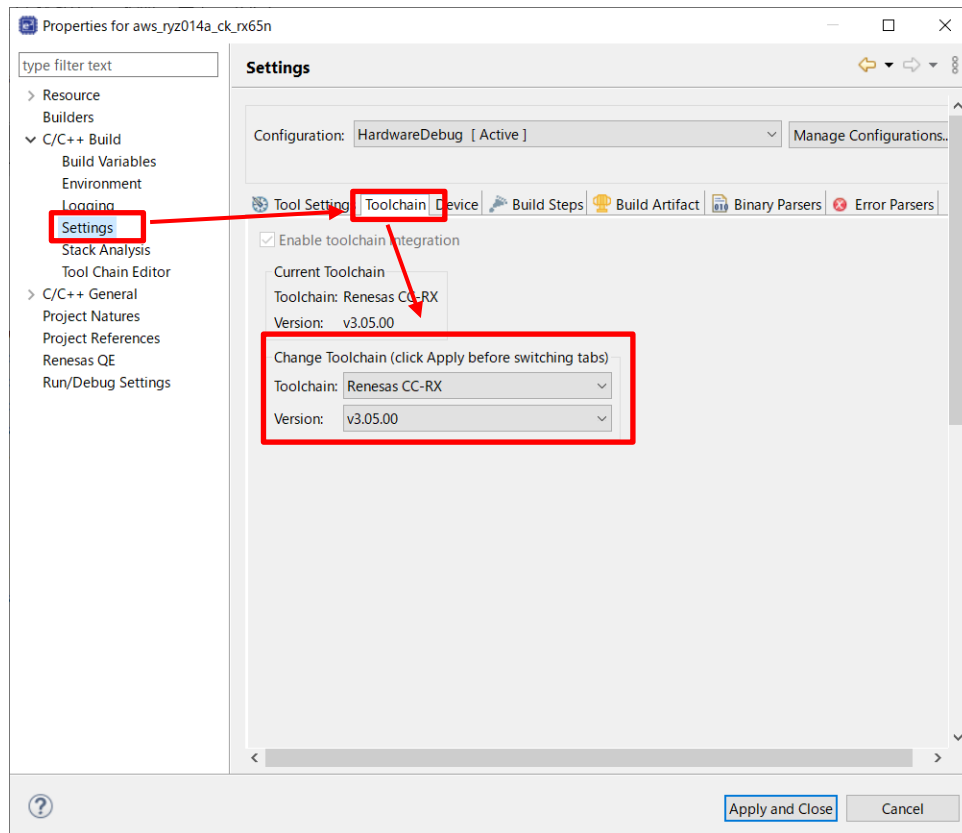 Properties for aws_ryz014a_ck_rx65n
type filter text
Resource
Builders
C/C++ Build
Build Variables
Environment
Logging
Settings
Stack Analysis
Tool Chain Editor
C/C++ General
Project Natures
Project References
Renesas QE
Run/Debug Settings
Settings
Configuration: HardwareDebug [ Active ] Manage Configurations..
Tool Setting Toolchain Device Build Steps Build Artifact Binary Parsers Error Parsers
Enable toolchain integration
Current Toolchain
Toolchain: Renesas CC-RX
Version: v3.05.00
Change Toolchain (click Apply before switching tabs)
Toolchain: Renesas CC-RX
Version: v3.05.00
Apply and Close Cancel